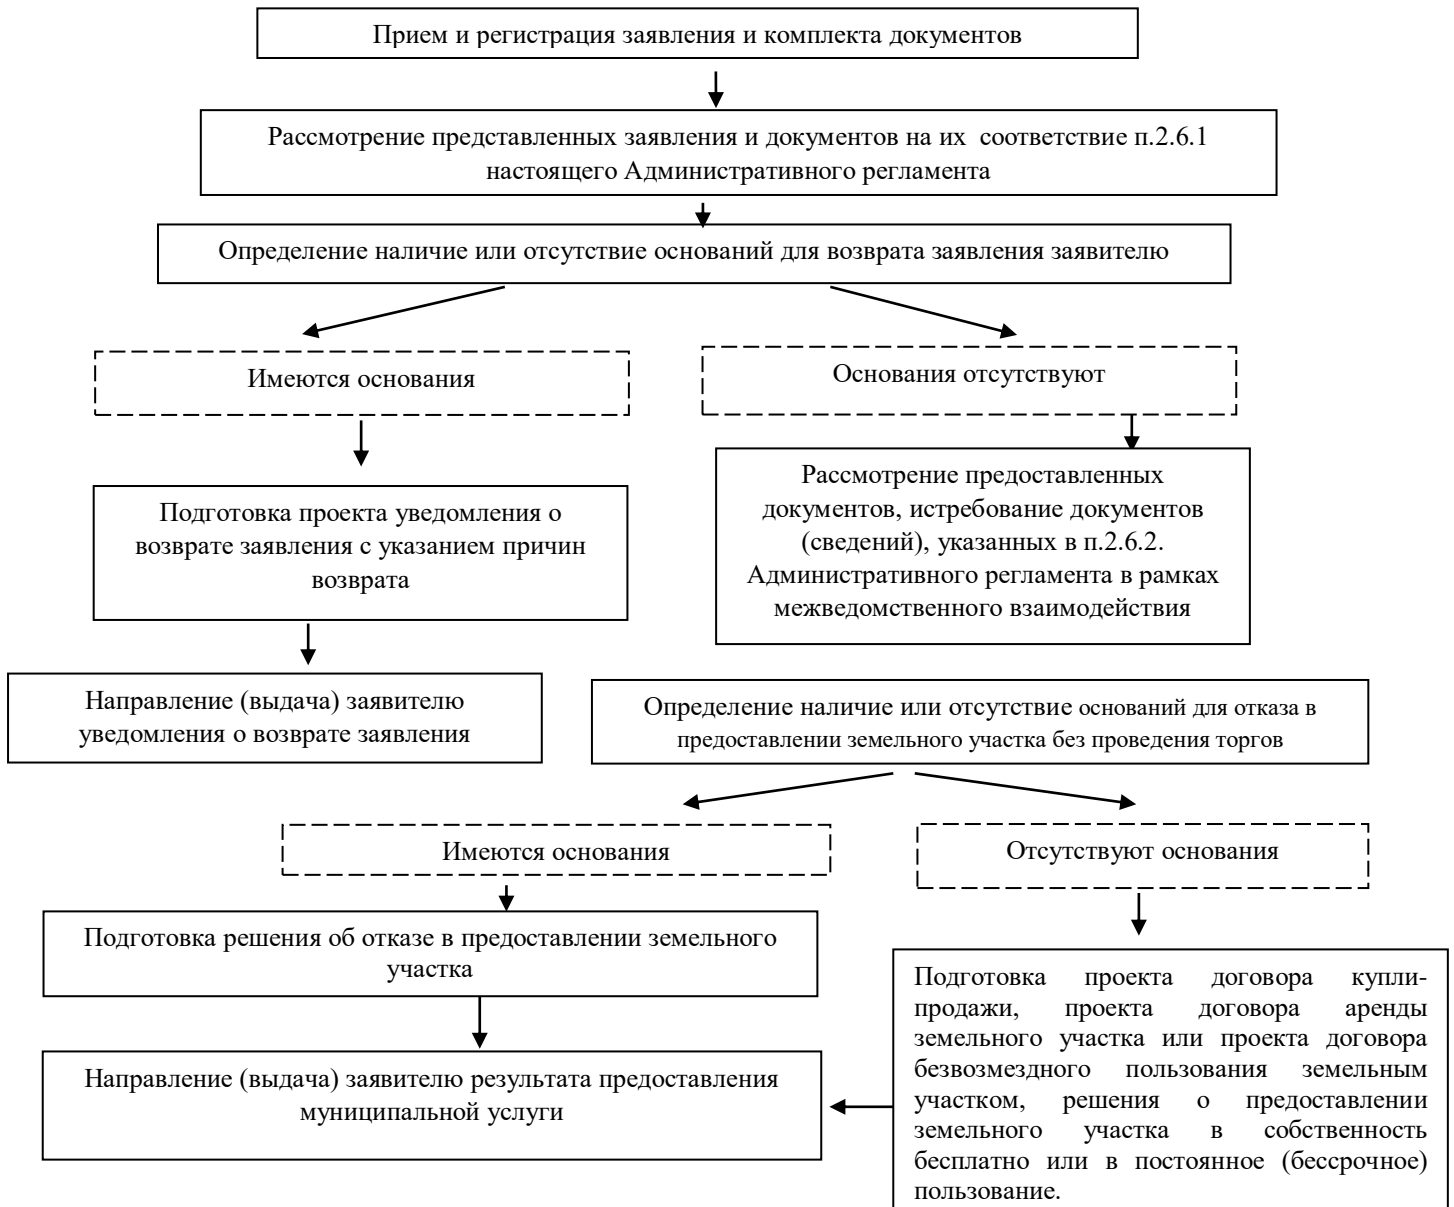 Прием и регистрация заявления и комплекта документов
Рассмотрение представленных заявления и документов на их соответствие п.2.6.1
настоящего Административного регламента
Определение наличие или отсутствие оснований для возврата заявления заявителю
Имеются основания
Основания отсутствуют
Подготовка проекта уведомления о
возврате заявления с указанием причин
возврата
Рассмотрение предоставленных
документов, истребование документов
(сведений), указанных в п.2.6.2.
Административного регламента в рамках
межведомственного взаимодействия
Направление (выдача) заявителю
уведомления о возврате заявления
Определение наличие или отсутствие оснований для отказа в
предоставлении земельного участка без проведения торгов
Имеются основания
Отсутствуют основания
Подготовка решения об отказе в предоставлении земельного
участка
Направление (выдача) заявителю результата предоставления
муниципальной услуги
Подготовка проекта договора купли-
продажи, проекта договора аренды
земельного участка или проекта договора
безвозмездного пользования земельным
участком, решения о предоставлении
земельного участка в собственность
бесплатно или в постоянное (бессрочное)
пользование.